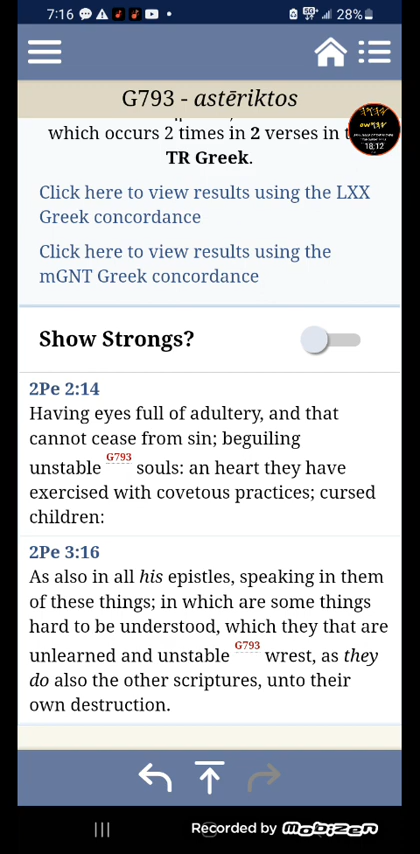 7:16
5G
28%
G793 - astēriktos
which occurs 2 times in 2 verses in t
TR Greek.
18:12
Click here to view results using the LXX
Greek concordance
Click here to view results using the
mGNT Greek concordance
Show Strongs?
2Pe 2:14
Having eyes full of adultery, and that
cannot cease from sin; beguiling
unstable G793 souls: an heart they have
exercised with covetous practices; cursed
children:
2Pe 3:16
As also in all his epistles, speaking in them
of these things; in which are some things
hard to be understood, which they that are
unlearned and unstable G793 wrest, as they
do also the other scriptures, unto their
own destruction.
Recorded by Mobizen